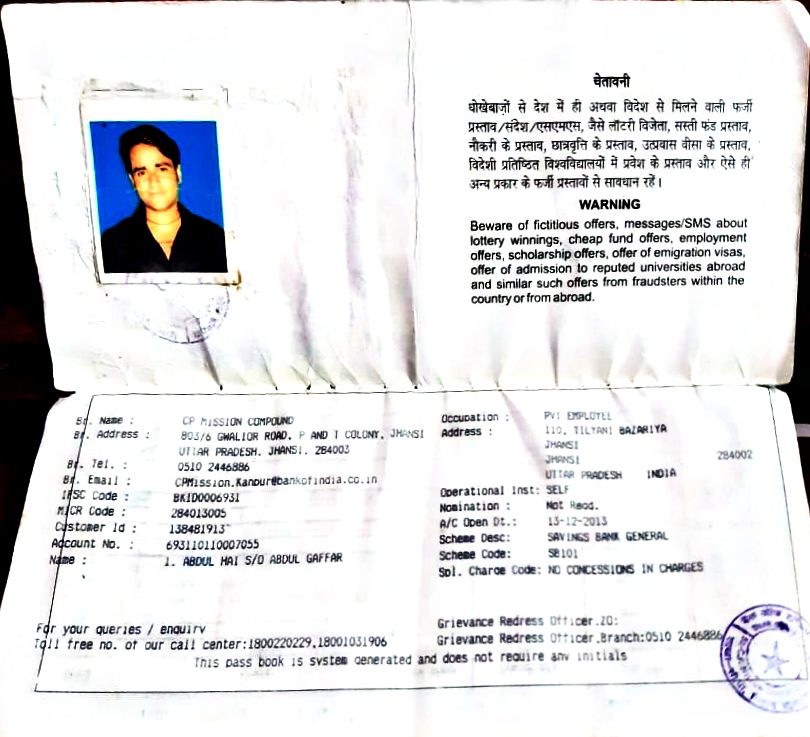 चेतावनी
धोखेबाज़ों से देश में ही अथवा विदेश से मिलने वाली फर्जी
प्रस्ताव/संदेश/एसएमएस, जैसे लॉटरी विजेता, सस्ती फंड प्रस्ताव,
नौकरी के प्रस्ताव, छात्रवृत्ति के प्रस्ताव, उत्प्रवास वीसा के प्रस्ताव,
विदेशी प्रतिष्ठित विश्वविद्यालयों में प्रवेश के प्रस्ताव और ऐसे ही
अन्य प्रकार के फर्जी प्रस्तावों से सावधान रहें।
WARNING
Beware of fictitious offers, messages/SMS about
lottery winnings, cheap fund offers, employment
offers, scholarship offers, offer of emigration visas,
offer of admission to reputed universities abroad
and similar such offers from fraudsters within the
country or from abroad.
Br. Name : CP MISSION COMPOUND
Br. Address : 803/6 GWALIOR ROAD, P AND T COLONY, JHANSI
UTTAR PRADESH, JHANSI, 284003
Br. Tel. : 0510 2446886
Br. Email : CPMission.Kanpur@bankofindia.co.in
IFSC Code : BKID0006931
MICR Code : 284013005
Customer Id : 138481913
Account No. : 693110110007055
Name : 1. ABDUL HAI S/O ABDUL GAFFAR
Occupation : PVT EMPLOYEE
Address : 110, TILYANI BAZARIYA
JHANSI
JHANSI 284002
UTTAR PRADESH INDIA
Operational Inst: SELF
Nomination : Not Regd.
A/C Open Dt.: 13-12-2013
Scheme Desc: SAVINGS BANK GENERAL
Scheme Code: SB101
Spl. Charge Code: NO CONCESSIONS IN CHARGES
For your queries / enquiry
Toll free no. of our call center:1800220229,18001031906
Grievance Redress Officer,ZO:
Grievance Redress Officer,Branch:0510 2446886
This pass book is system generated and does not require any initials